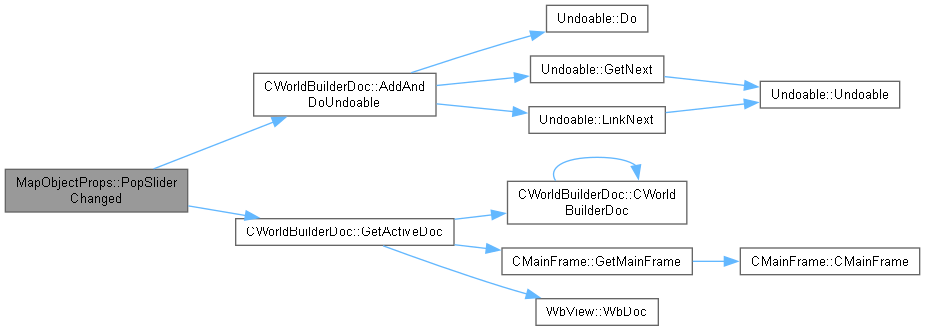 Undoable::Do
Undoable::GetNext
CWorldBuilderDoc::AddAnd
DoUndoable
Undoable::Undoable
Undoable::LinkNext
MapObjectProps::PopSlider
Changed
CWorldBuilderDoc::CWorld
BuilderDoc
CWorldBuilderDoc::GetActiveDoc
CMainFrame::GetMainFrame
CMainFrame::CMainFrame
WbView::WbDoc